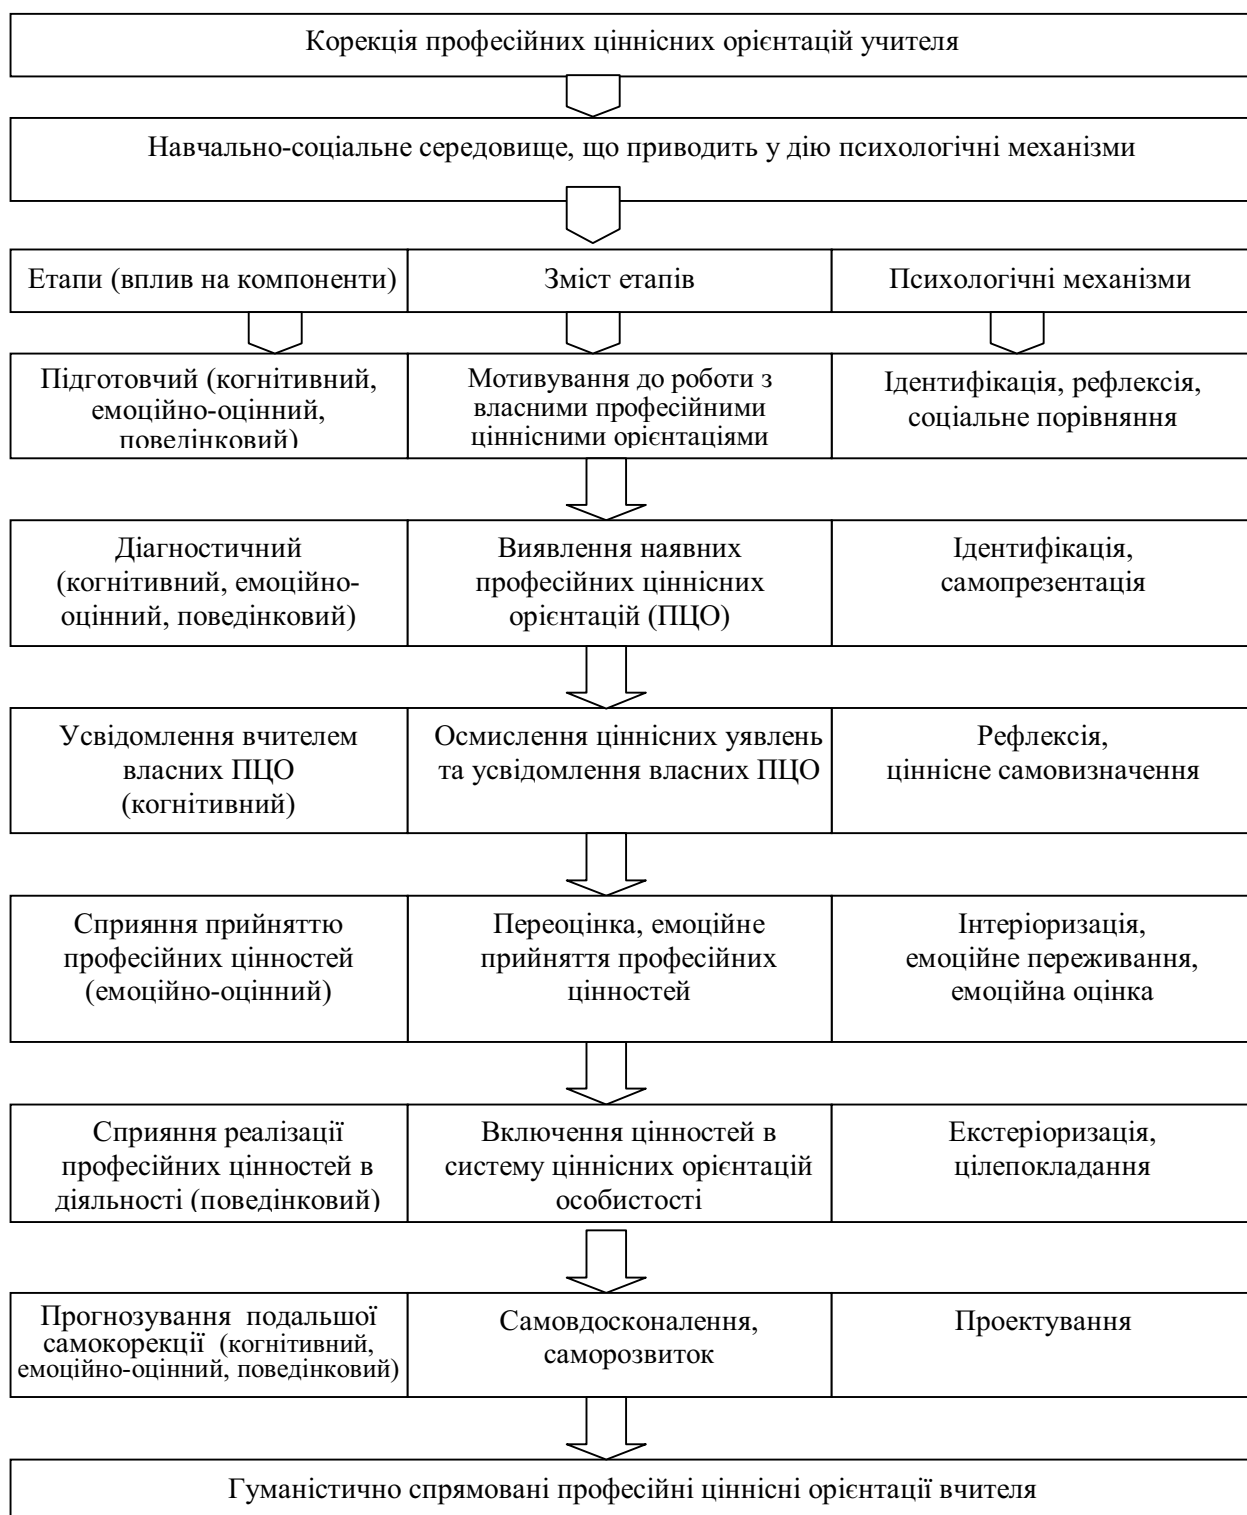 Корекція професійних ціннісних орієнтацій учителя
Навчально-соціальне середовище, що приводить у дію психологічні механізми
Етапи (вплив на компоненти)
Зміст етапів
Психологічні механізми
Підготовчий (когнітивний,
емоційно-оцінний,
поведінковий)
Мотивування до роботи з
власними професійними
ціннісними орієнтаціями
Ідентифікація, рефлексія,
соціальне порівняння
Діагностичний
(когнітивний, емоційно-
оцінний, поведінковий)
Виявлення наявних
професійних ціннісних
орієнтацій (ПЦО)
Ідентифікація,
самопрезентація
Усвідомлення вчителем
власних ПЦО
(когнітивний)
Осмислення ціннісних уявлень
та усвідомлення власних ПЦО
Рефлексія,
ціннісне самовизначення
Сприяння прийняттю
професійних цінностей
(емоційно-оцінний)
Переоцінка, емоційне
прийняття професійних
цінностей
Інтеріоризація,
емоційне переживання,
емоційна оцінка
Сприяння реалізації
професійних цінностей в
діяльності (поведінковий)
Включення цінностей в
систему ціннісних орієнтацій
особистості
Екстеріоризація,
цілепокладання
Прогнозування подальшої
самокорекції (когнітивний,
емоційно-оцінний, поведінковий)
Самовдосконалення,
саморозвиток
Проектування
Гуманістично спрямовані професійні ціннісні орієнтації вчителя